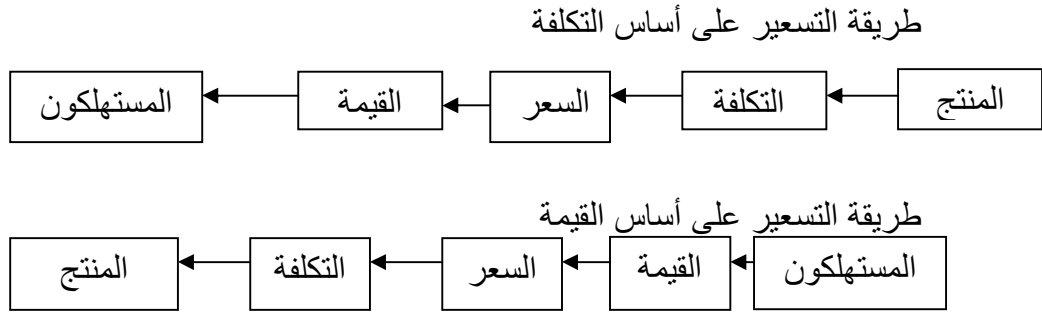 طريقة التسعير على أساس التكلفة
المنتج التكلفة السعر القيمة المستهلكون
طريقة التسعير على أساس القيمة
المستهلكون القيمة السعر التكلفة المنتج